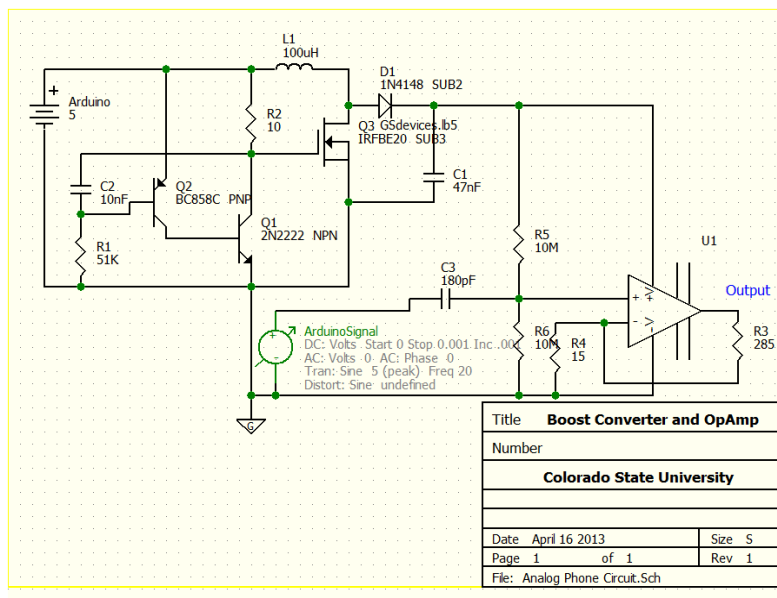 L1
100uH
D1
1N4148 SUB2
+
Arduino
5
R2
10
Q3 GSdevices.lb5
IRFBE20 SUB3
C2
10nF
Q2
BC858C PNP
C1
47nF
Q1
2N2222 NPN
R1
51K
R5
10M
U1
C3
180pF
Output
+ +V
- -V
R3
285
ArduinoSignal
DC: Volts Start 0 Stop 0.001 Inc
AC: Volts 0 AC: Phase 0
Tran: Sine 5 (peak) Freq 20
Distort: Sine undefined
+
-
R6
10M
R4
15
G
Title Boost Converter and OpAmp
Number
Colorado State University
Date April 16 2013 Size S
Page 1 of 1 Rev 1
File: Analog Phone Circuit.Sch